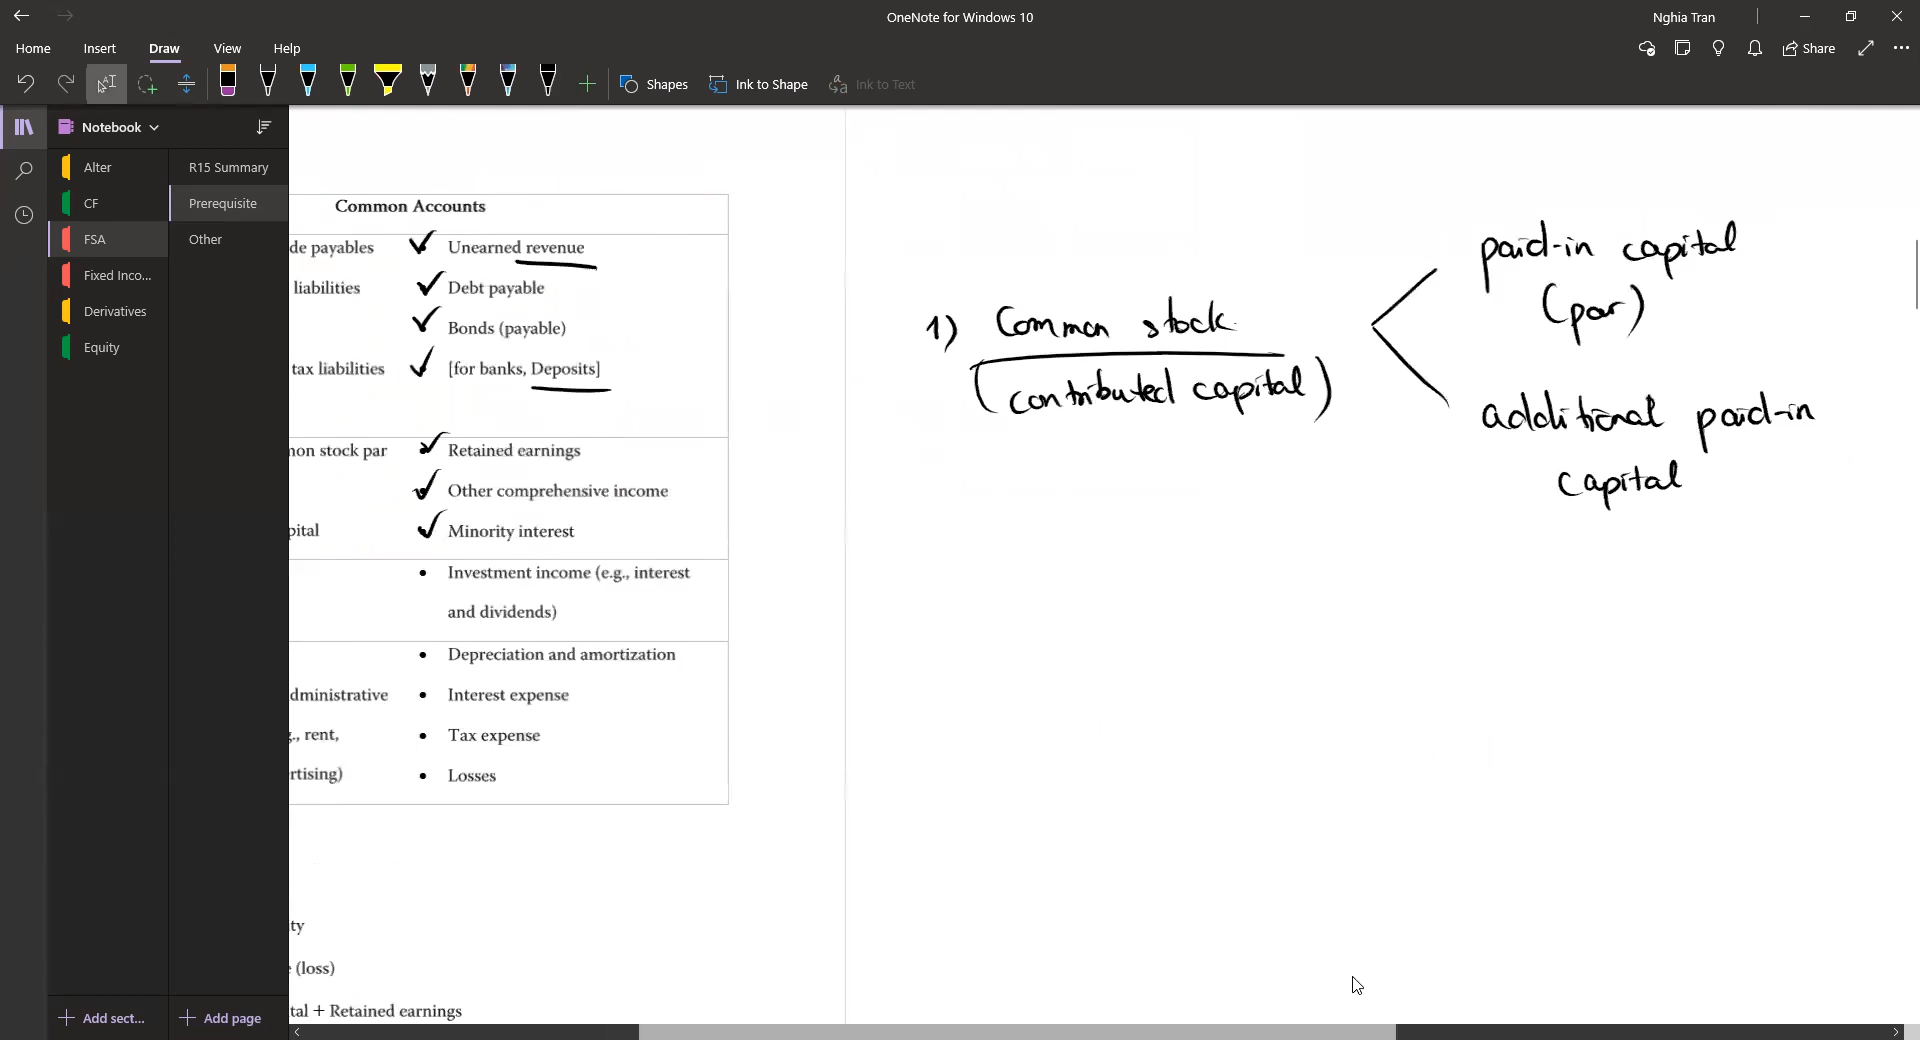 OneNote for Windows 10
Nghia Tran
Home
Insert
Draw
View
Help
Share
Shapes
Ink to Shape
Ink to Text
Notebook
Alter
CF
FSA
Fixed Inco...
Derivatives
Equity
R15 Summary
Prerequisite
Other
Add sect...
Add page
Common Accounts
de payables
Unearned revenue
liabilities
Debt payable
Bonds (payable)
tax liabilities
[for banks, Deposits]
non stock par
Retained earnings
Other comprehensive income
pital
Minority interest
Investment income (e.g., interest
and dividends)
Depreciation and amortization
dministrative
Interest expense
g., rent,
Tax expense
rtising)
Losses
ty
e (loss)
tal + Retained earnings
1) Common stock
(contributed capital)
paid-in capital
(par)
additional paid-in
capital